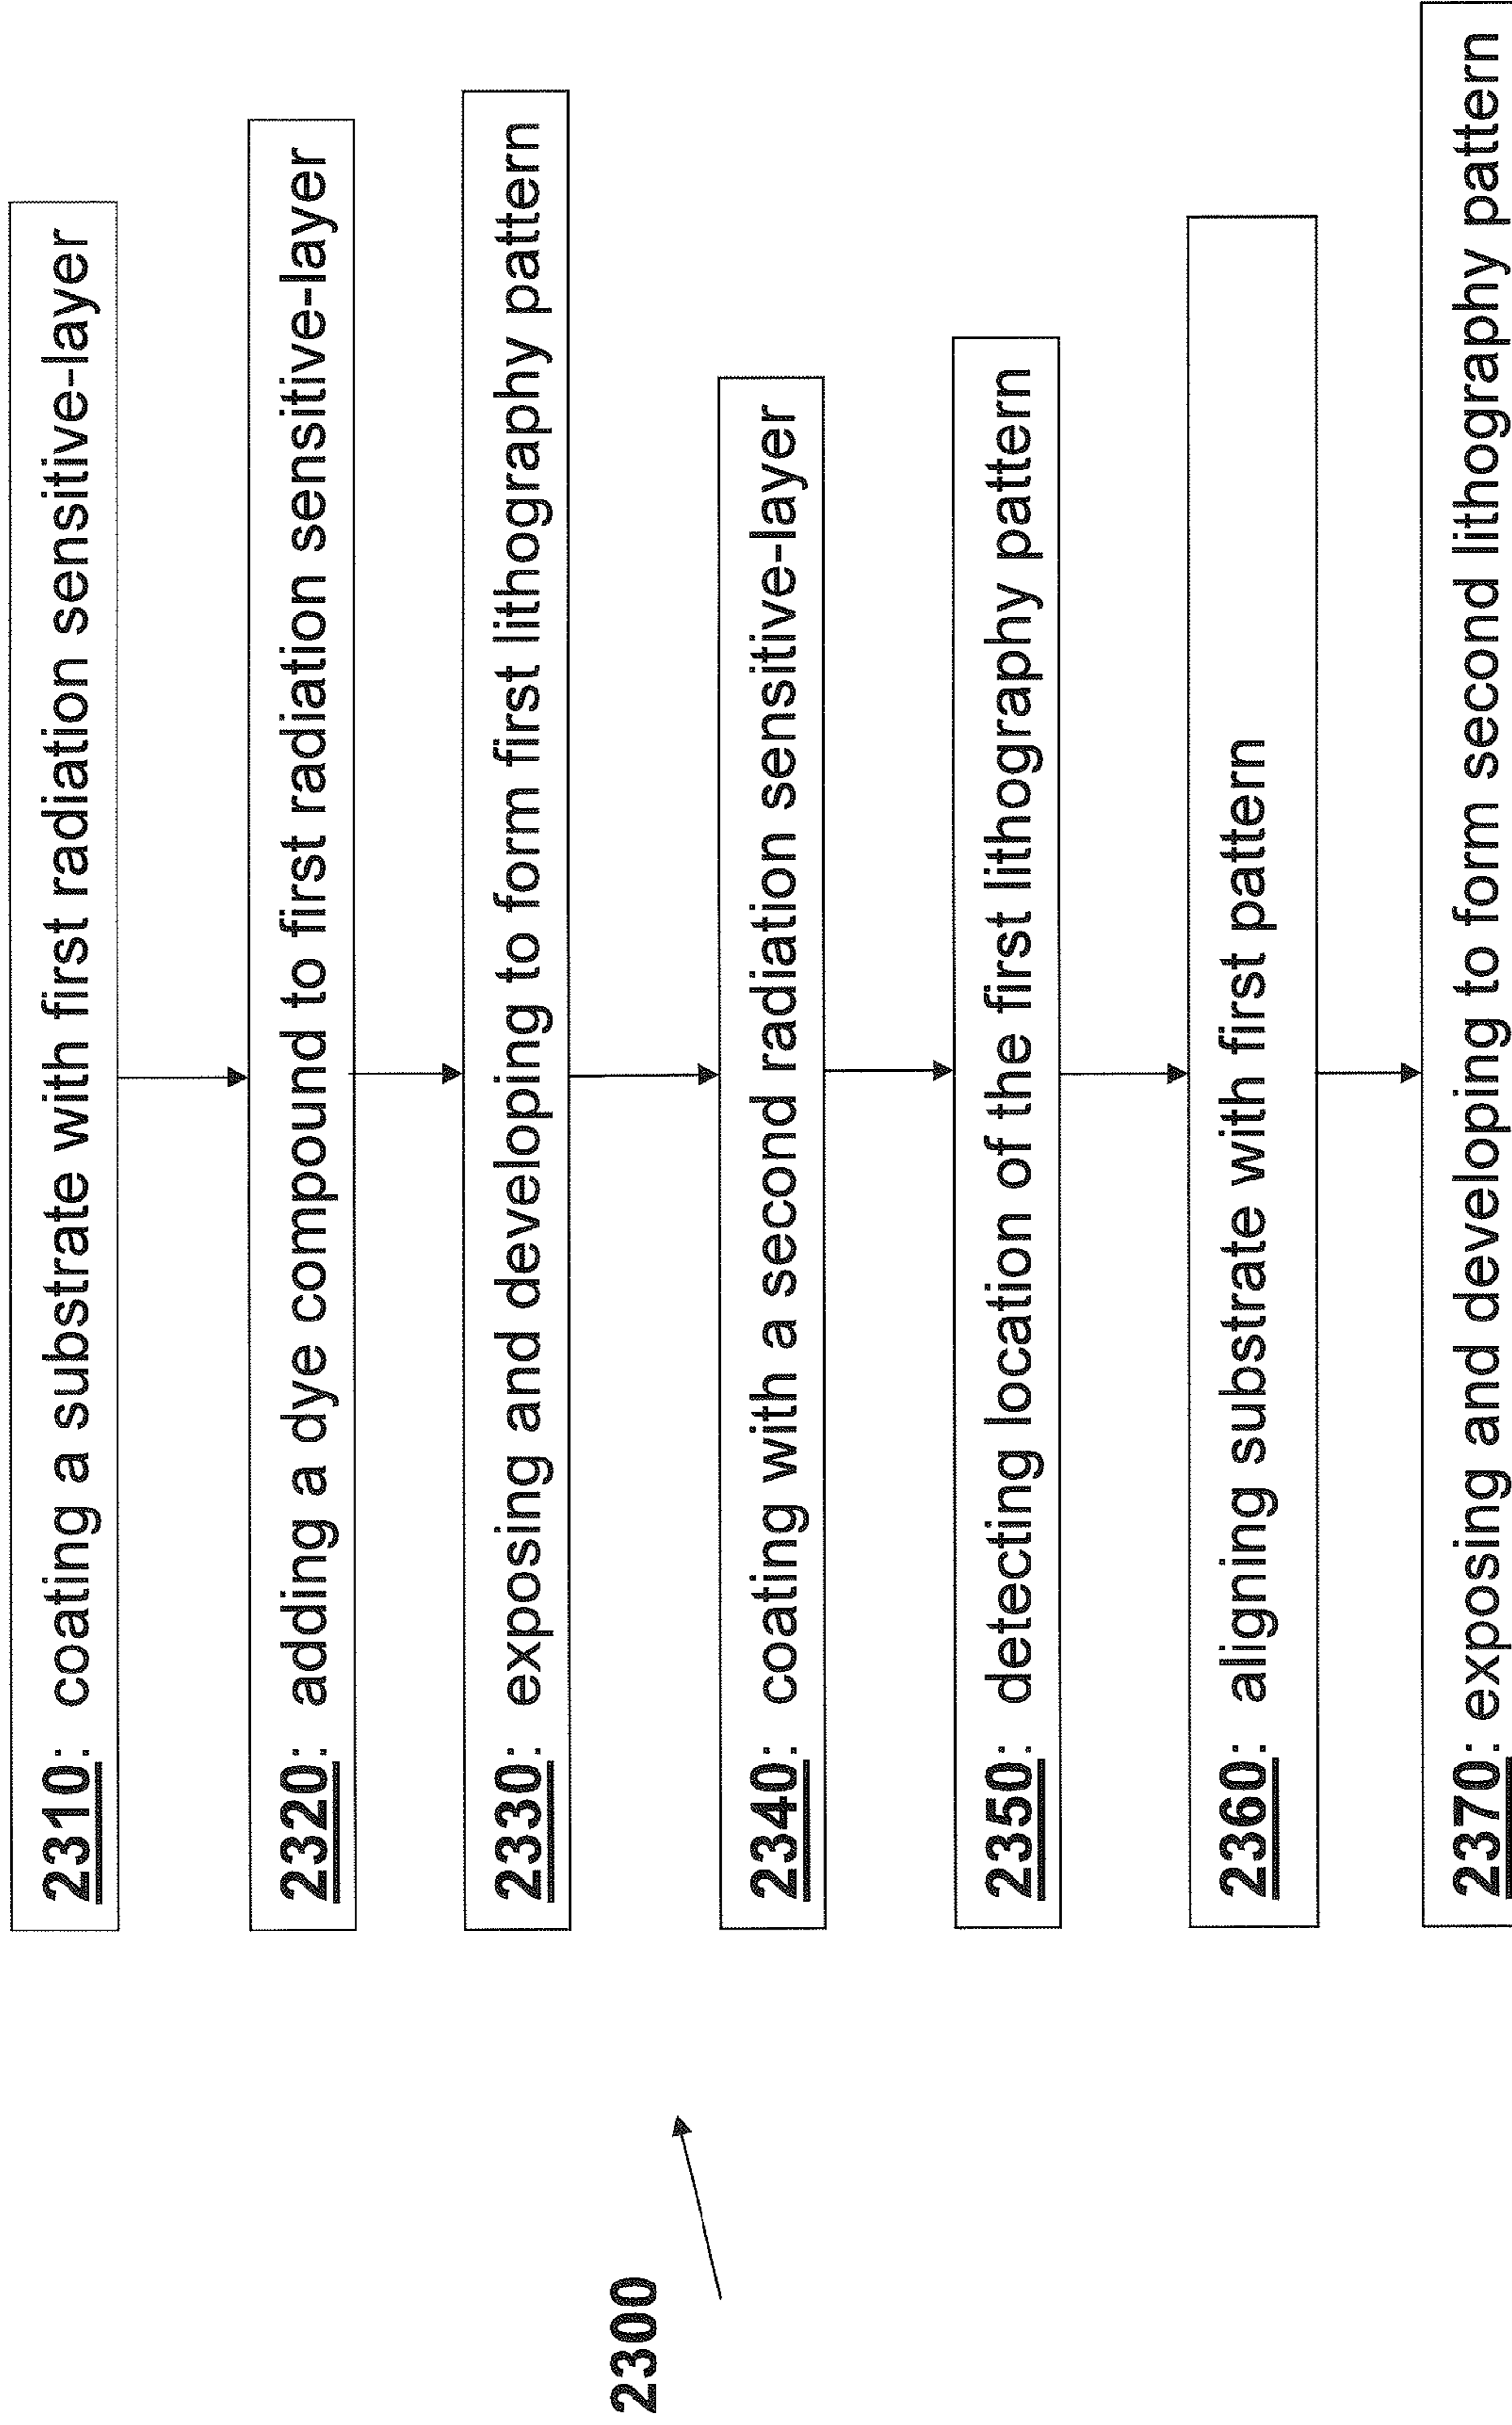 2310: coating a substrate with first radiation sensitive-layer
2320: adding a dye compound to first radiation sensitive-layer
2330: exposing and developing to form first lithography pattern
2300
2340: coating with a second radiation sensitive-layer
2350: detecting location of the first lithography pattern
2360: aligning substrate with first pattern
2370: exposing and developing to form second lithography pattern